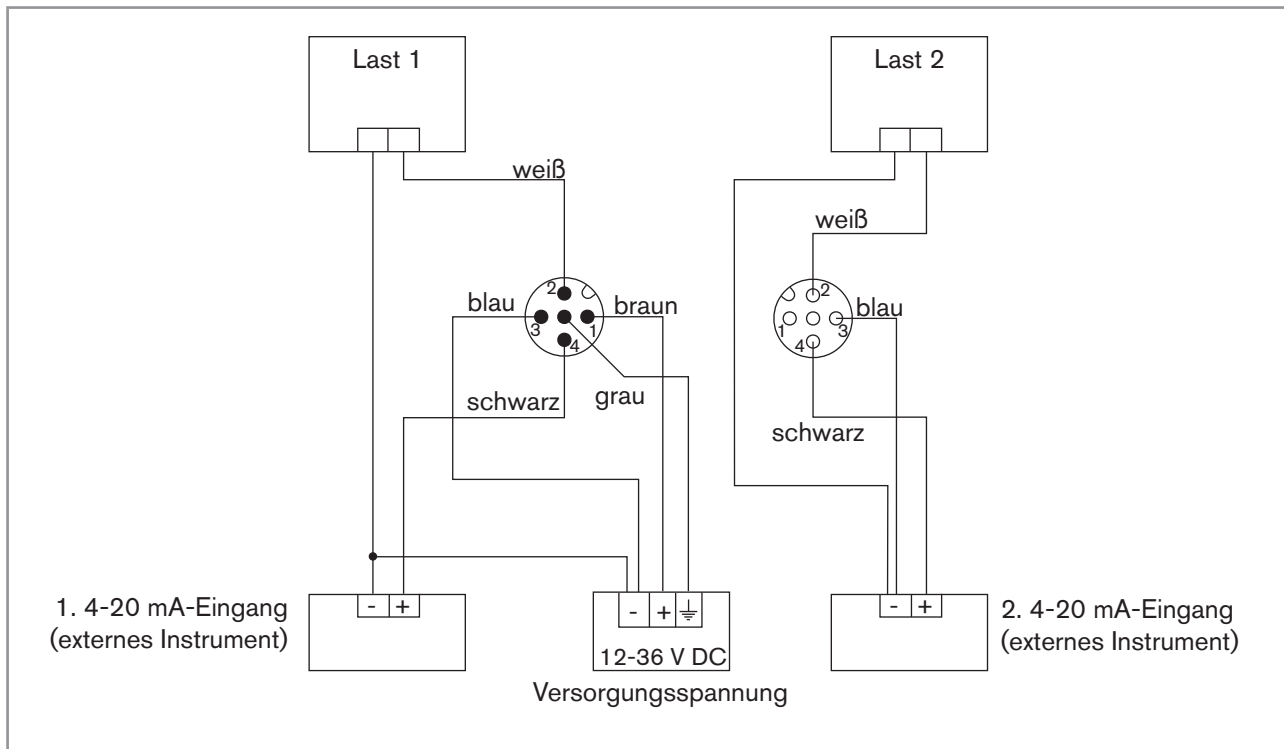 Last 1
Last 2
weiß
weiß
blau
2
braun
3
1
4
2
blau
1
3
4
schwarz
grau
schwarz
1. 4-20 mA-Eingang
(externes Instrument)
- +
- +
12-36 V DC
Versorgungsspannung
- +
2. 4-20 mA-Eingang
(externes Instrument)